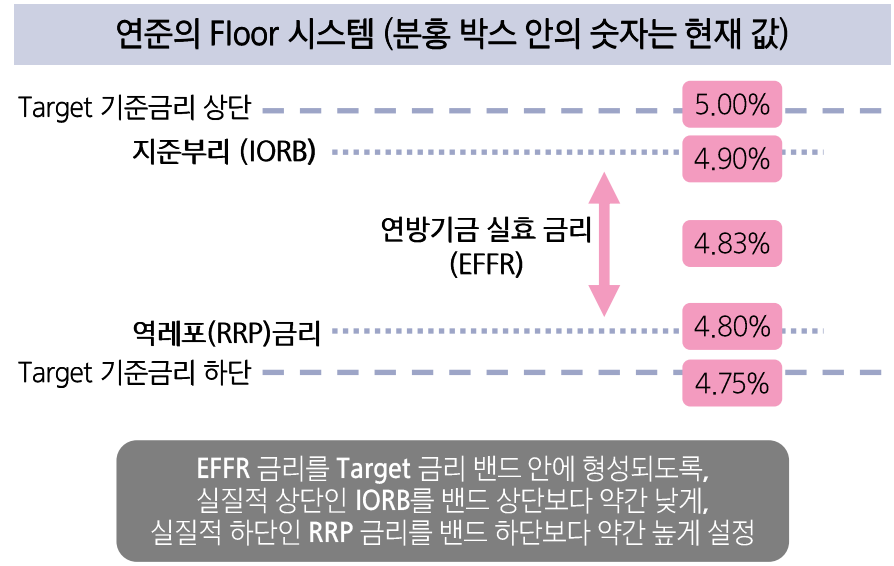 연준의 Floor 시스템 (분홍 박스 안의 숫자는 현재 값)
Target 기준금리 상단 5.00%
지준부리 (IORB) 4.90%
연방기금 실효 금리
(EFFR) 4.83%
역레포(RRP)금리 4.80%
Target 기준금리 하단 4.75%
EFFR 금리를 Target 금리 밴드 안에 형성되도록,
실질적 상단인 IORB를 밴드 상단보다 약간 낮게,
실질적 하단인 RRP 금리를 밴드 하단보다 약간 높게 설정